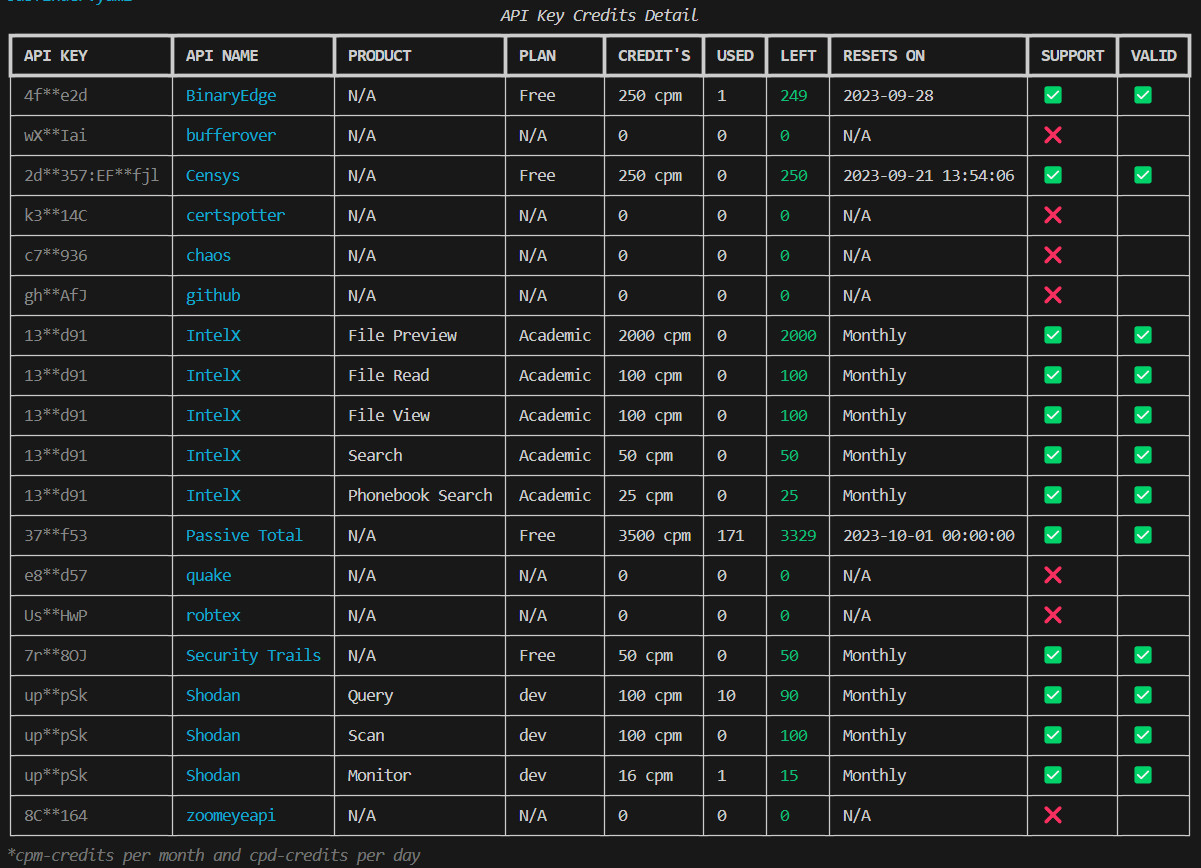 API Key Credits Detail
API KEY API NAME PRODUCT PLAN CREDIT'S USED LEFT RESETS ON SUPPORT VALID
4f**e2d BinaryEdge N/A Free 250 cpm 1 249 2023-09-28
wX**Iai bufferover N/A N/A 0 0 0 N/A
2d**357:EF**fjl Censys N/A Free 250 cpm 0 250 2023-09-21 13:54:06
k3**14C certspotter N/A N/A 0 0 0 N/A
c7**936 chaos N/A N/A 0 0 0 N/A
gh**AfJ github N/A N/A 0 0 0 N/A
13**d91 IntelX File Preview Academic 2000 cpm 0 2000 Monthly
13**d91 IntelX File Read Academic 100 cpm 0 100 Monthly
13**d91 IntelX File View Academic 100 cpm 0 100 Monthly
13**d91 IntelX Search Academic 50 cpm 0 50 Monthly
13**d91 IntelX Phonebook Search Academic 25 cpm 0 25 Monthly
37**f53 Passive Total N/A Free 3500 cpm 171 3329 2023-10-01 00:00:00
e8**d57 quake N/A N/A 0 0 0 N/A
Us**HwP robtex N/A N/A 0 0 0 N/A
7r**8OJ Security Trails N/A Free 50 cpm 0 50 Monthly
up**pSk Shodan Query dev 100 cpm 10 90 Monthly
up**pSk Shodan Scan dev 100 cpm 0 100 Monthly
up**pSk Shodan Monitor dev 16 cpm 1 15 Monthly
8C**164 zoomeyeapi N/A N/A 0 0 0 N/A
*cpm-credits per month and cpd-credits per day